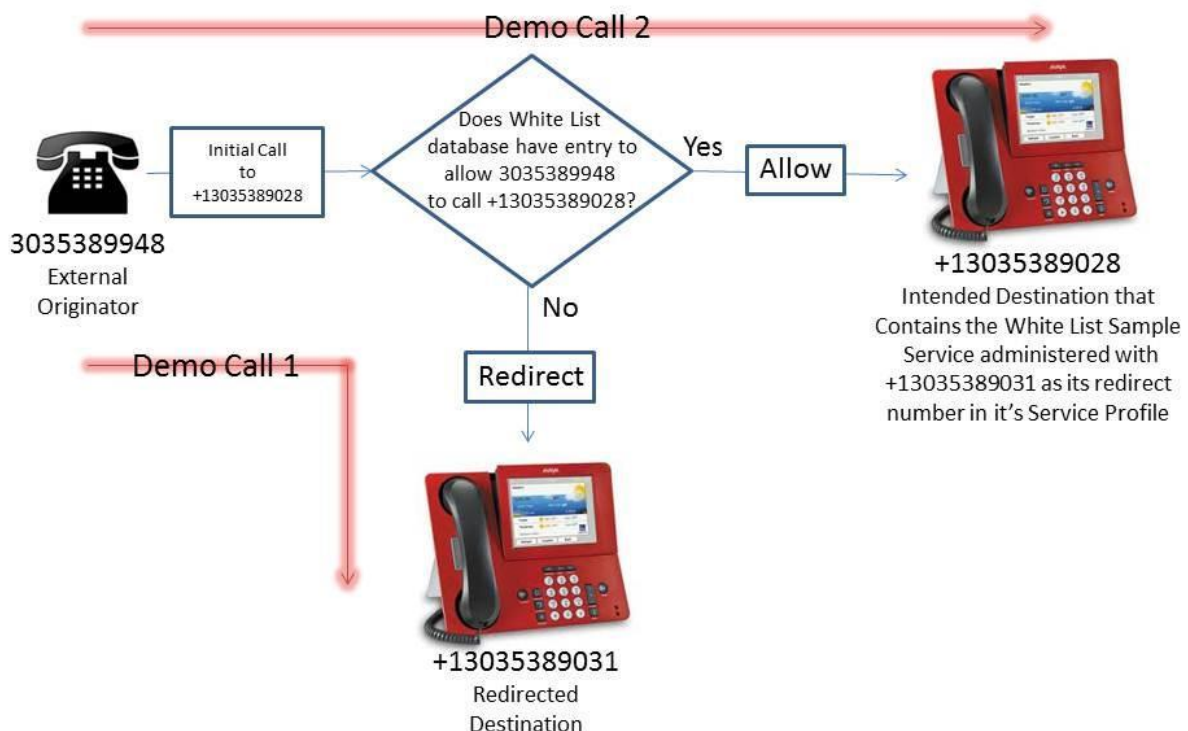 Demo Call 2
Does White List
database have entry to
allow 3035389948
to call +13035389028?
Initial Call
to
+13035389028
Yes
Allow
3035389948
External
Originator
+13035389028
Intended Destination that
Contains the White List Sample
Service administered with
+13035389031 as its redirect
number in it’s Service Profile
No
Demo Call 1
Redirect
AVAYA
+13035389031
Redirected
Destination